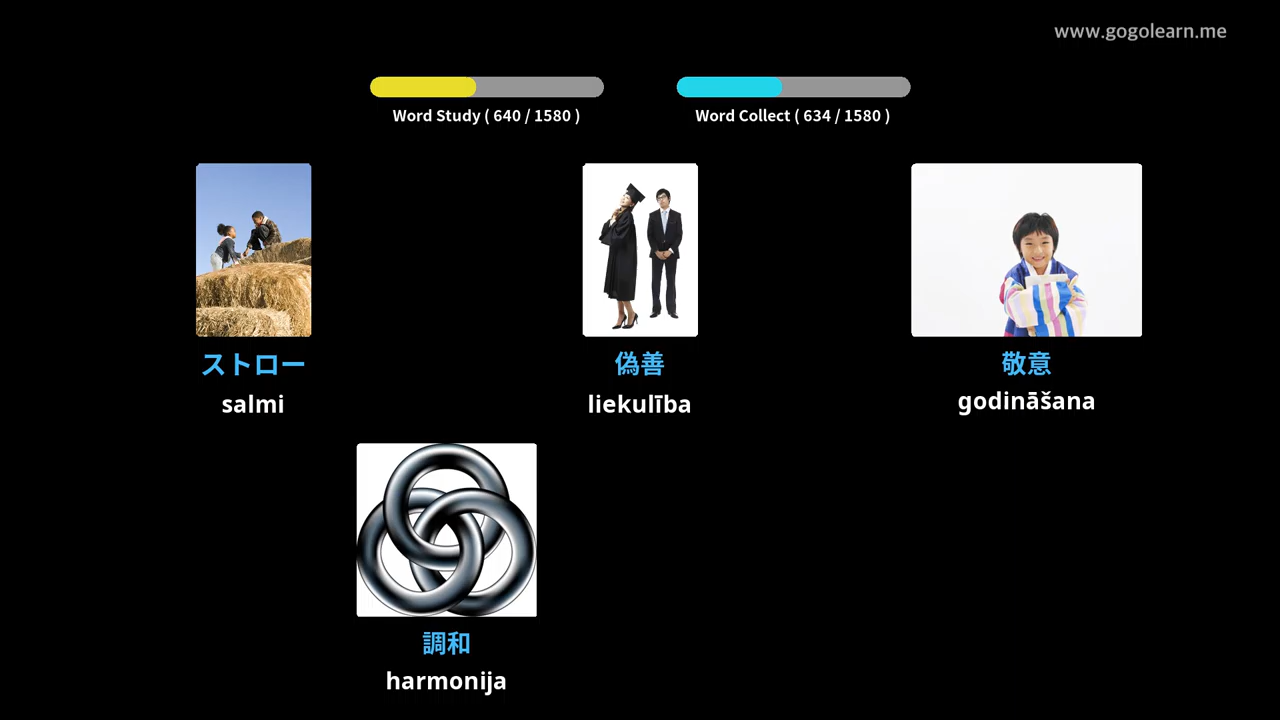 www.gogolearn.me
Word Study ( 640 / 1580 )
Word Collect ( 634 / 1580 )
ストロー
salmi
偽善
liekulība
敬意
godināšana
調和
harmonija